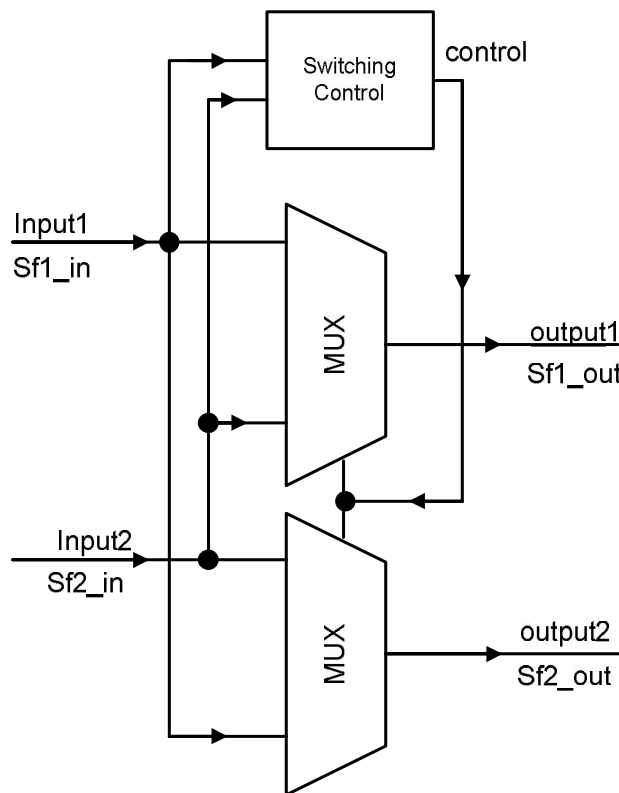 control
Switching
Control
Input1
Sf1_in
MUX
output1
Sf1_out
Input2
Sf2_in
MUX
output2
Sf2_out